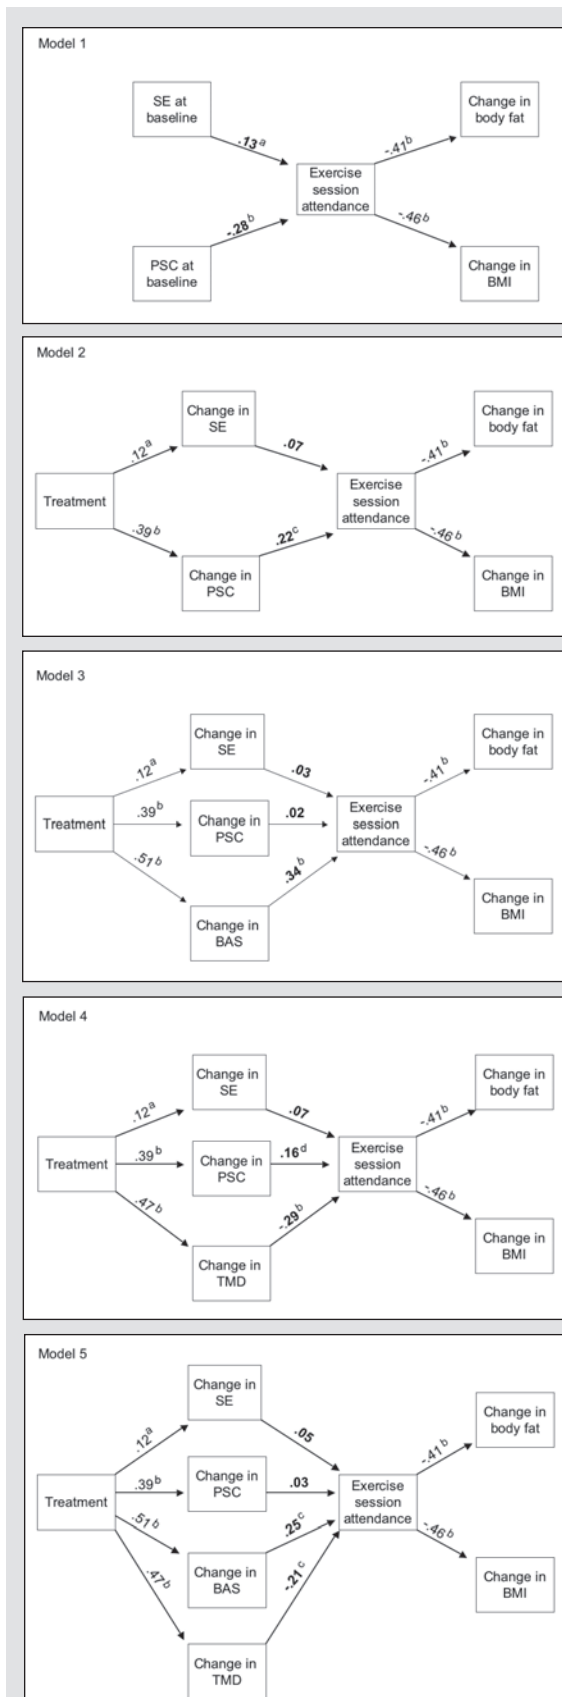 Model 1
SE at
baseline
Change in
body fat
.13a
-.41b
Exercise
session
attendance
-.28b
-.46b
PSC at
baseline
Change in
BMI
Model 2
Change in
SE
Change in
body fat
.12a
.07
-.41b
Treatment
Exercise
session
attendance
.39b
.22c
-.46b
Change in
PSC
Change in
BMI
Model 3
Change in
SE
Change in
body fat
.12a
.03
-.41b
Treatment
.39b
Change in
PSC
.02
Exercise
session
attendance
.51b
.34b
-.46b
Change in
BAS
Change in
BMI
Model 4
Change in
SE
Change in
body fat
.12a
.07
-.41b
Treatment
.39b
Change in
PSC
.16d
Exercise
session
attendance
.47b
-.29b
-.46b
Change in
TMD
Change in
BMI
Model 5
Change in
SE
Change in
body fat
.12a
.05
-.41b
Treatment
.39b
Change in
PSC
.03
Exercise
session
attendance
.51b
.25c
-.46b
Change in
BAS
Change in
BMI
.47b
-.21c
Change in
TMD